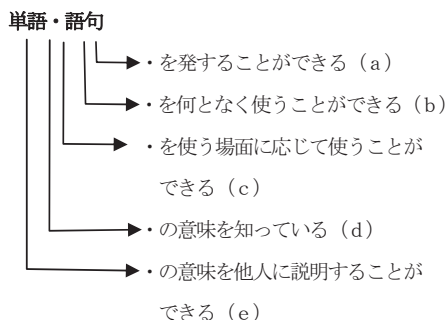 単語・語句
・を発することができる（a）
・を何となく使うことができる（b）
・を使う場面に応じて使うことが
できる（c）
・の意味を知っている（d）
・の意味を他人に説明することが
できる（e）